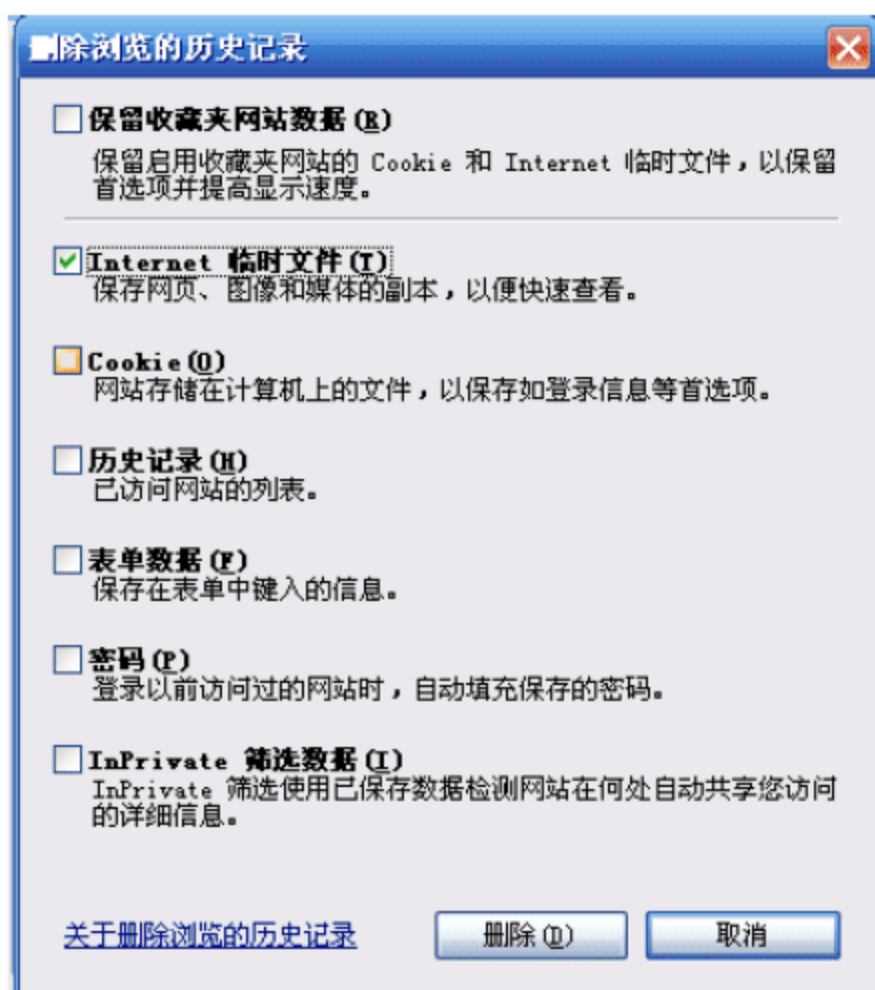 删除浏览的历史记录
保留收藏夹网站数据(R)
保留启用收藏夹网站的 Cookie 和 Internet 临时文件，以保留
首选项并提高显示速度。
Internet 临时文件(T)
保存网页、图像和媒体的副本，以便快速查看。
Cookie(O)
网站存储在计算机上的文件，以保存如登录信息等首选项。
历史记录(H)
已访问网站的列表。
表单数据(F)
保存在表单中键入的信息。
密码(P)
登录以前访问过的网站时，自动填充保存的密码。
InPrivate 筛选数据(I)
InPrivate 筛选使用已保存数据检测网站在何处自动共享您访问
的详细信息。
关于删除浏览的历史记录 删除(D) 取消